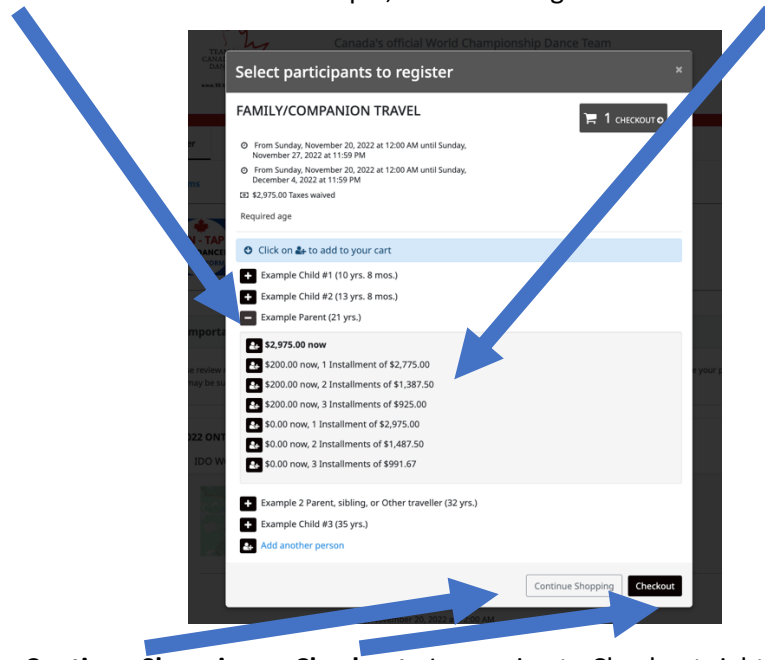 Canada's official World Championship Dance Team
TEA
CANA
DAN
Select participants to register
×
FAMILY/COMPANION TRAVEL
1 CHECKOUT
From Sunday, November 20, 2022 at 12:00 AM until Sunday,
November 27, 2022 at 11:59 PM
From Sunday, November 20, 2022 at 12:00 AM until Sunday,
December 4, 2022 at 11:59 PM
$2,975.00 Taxes waived
Required age
Click on to add to your cart
Example Child #1 (10 yrs. 8 mos.)
Example Child #2 (13 yrs. 8 mos.)
Example Parent (21 yrs.)
$2,975.00 now
$200.00 now, 1 Installment of $2,775.00
$200.00 now, 2 Installments of $1,387.50
$200.00 now, 3 Installments of $925.00
$0.00 now, 1 Installment of $2,975.00
$0.00 now, 2 Installments of $1,487.50
$0.00 now, 3 Installments of $991.67
Example 2 Parent, sibling, or Other traveller (32 yrs.)
Example Child #3 (35 yrs.)
Add another person
Continue Shopping
Checkout
20, 2022 at